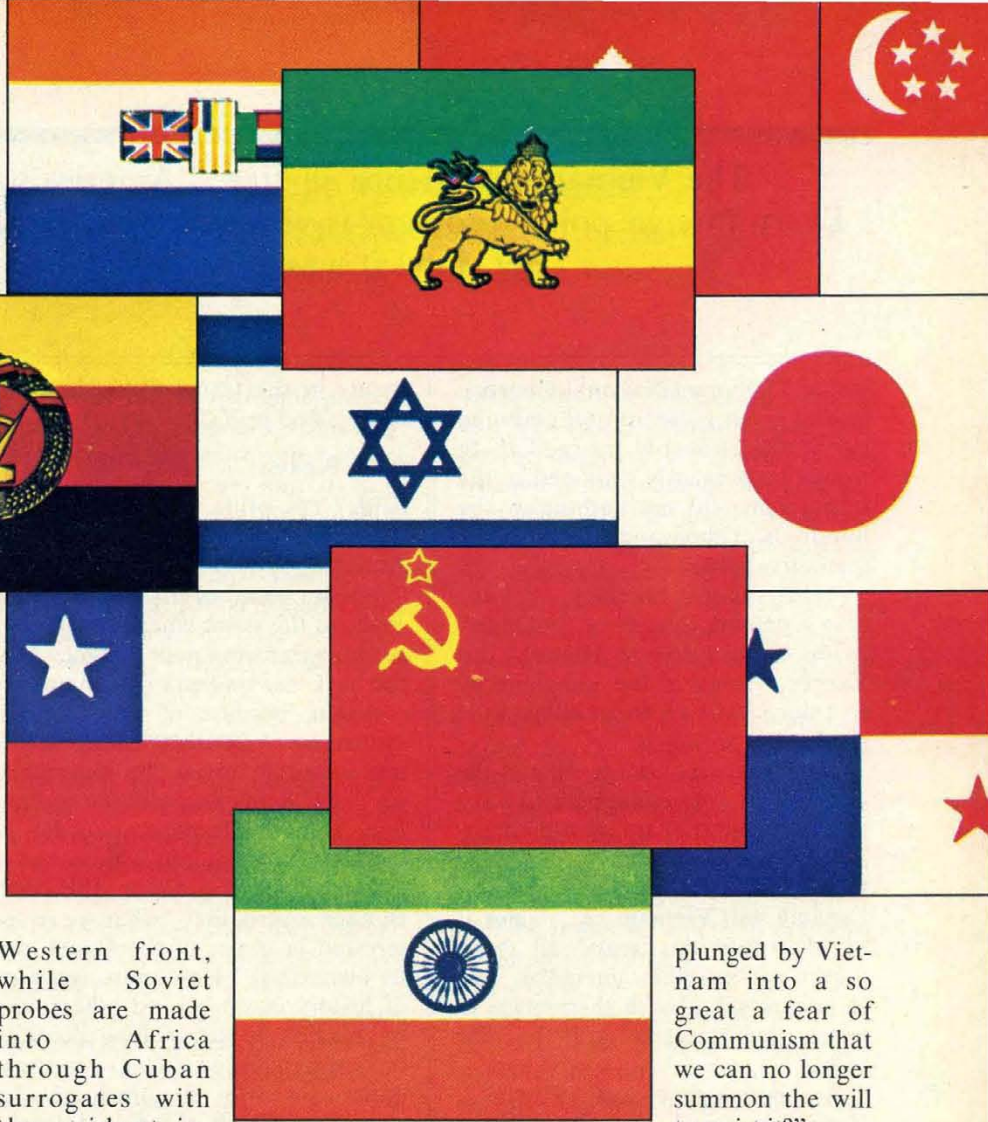 Western front,
while Soviet
probes are made
into Africa
through Cuban
surrogates with
plunged by Viet-
nam into a so
great a fear of
Communism that
we can no longer
summon the will